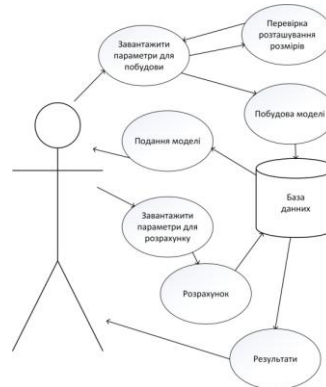 Перевірка
розташування
розмірів
Завантажити
параметри для
побудови
Побудова моделі
Подання моделі
База
данних
Завантажити
параметри для
розрахунку
Розрахунок
Результати